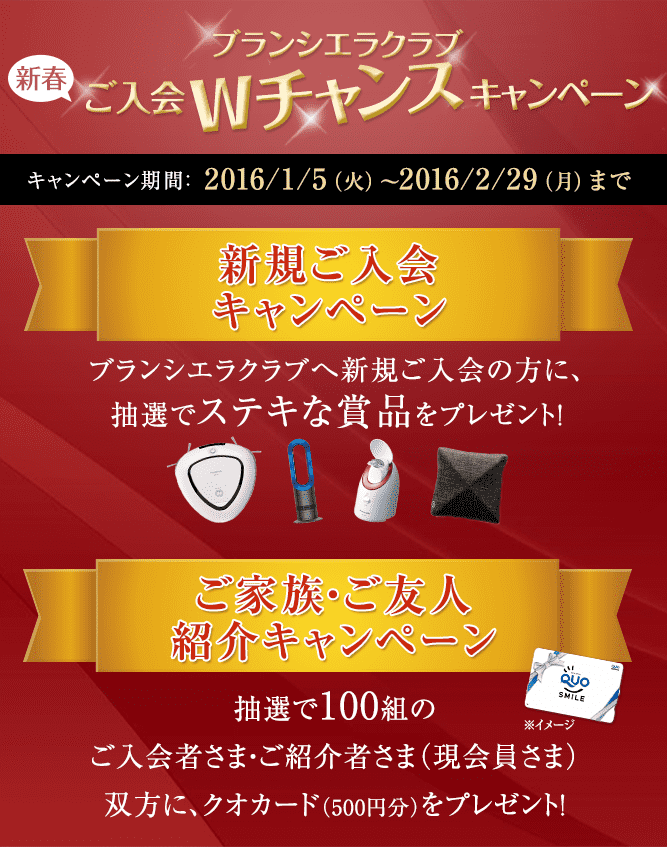 ブランシエラクラブ
新春
ご入会Wチャンスキャンペーン
キャンペーン期間: 2016/1/5（火）～2016/2/29（月）まで
新規ご入会
キャンペーン
ブランシエラクラブへ新規ご入会の方に、
抽選でステキな賞品をプレゼント!
ご家族・ご友人
紹介キャンペーン
QUO
SMILE
※イメージ
抽選で100組の
ご入会者さま・ご紹介者さま（現会員さま）
双方に、クオカード（500円分）をプレゼント!